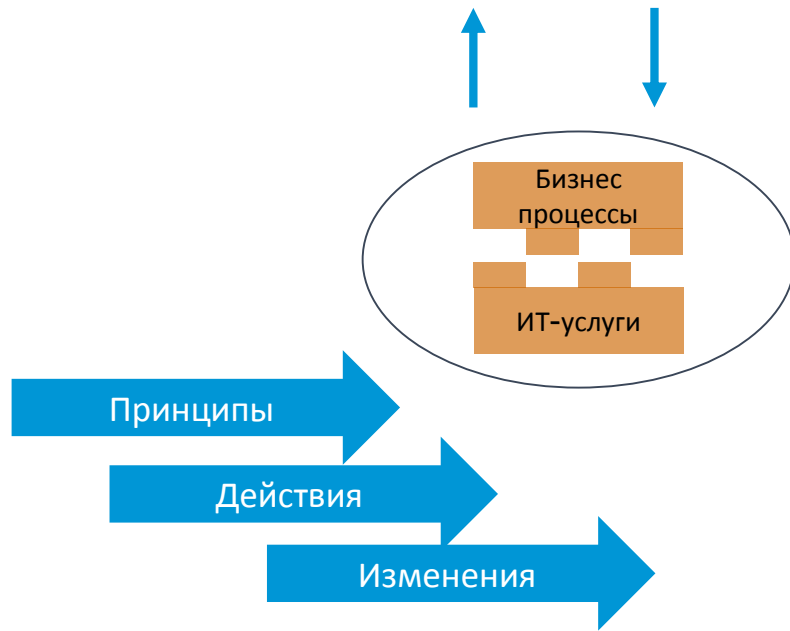 Бизнес
процессы
ИТ-услуги
Принципы
Действия
Изменения